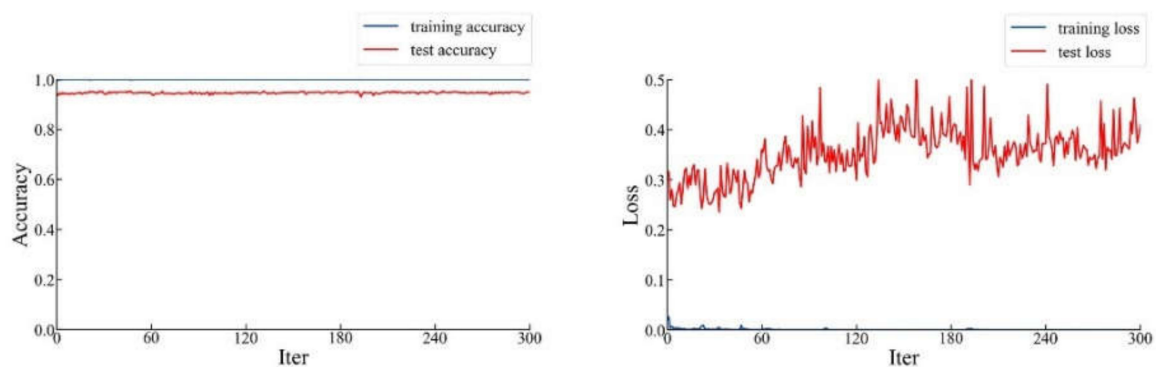 training accuracy
test accuracy
1.0
0.8
0.6
0.4
0.2
0.0
Accuracy
0 60 120 180 240 300
Iter
training loss
test loss
0.5
0.4
0.3
0.2
0.1
0.0
Loss
0 60 120 180 240 300
Iter